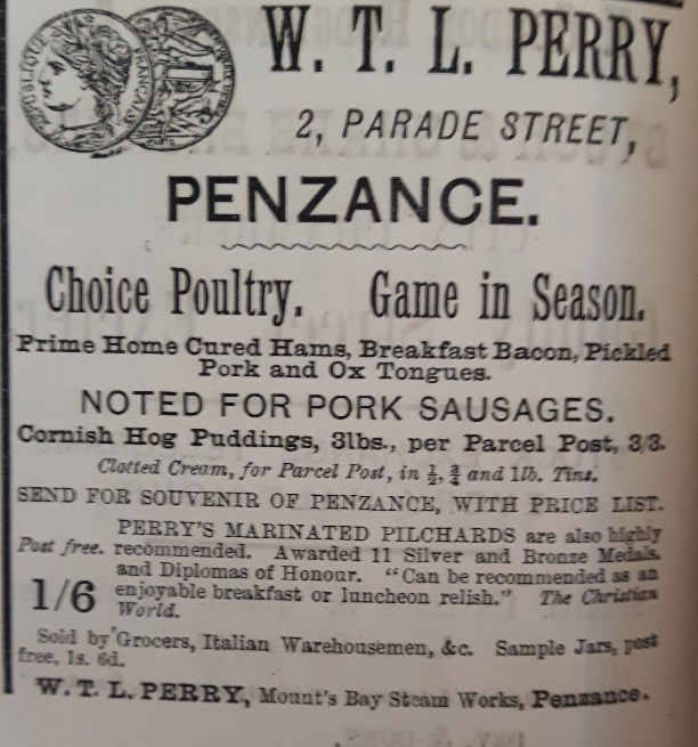 RÉPUBLIQUE FRANÇAISE
W. T. L. PERRY,
2, PARADE STREET,
PENZANCE.
Choice Poultry. Game in Season.
Prime Home Cured Hams, Breakfast Bacon, Pickled
Pork and Ox Tongues.
NOTED FOR PORK SAUSAGES.
Cornish Hog Puddings, 3lbs., per Parcel Post, 3/3.
Clotted Cream, for Parcel Post, in ½, ¾ and 1lb. Tins.
SEND FOR SOUVENIR OF PENZANCE, WITH PRICE LIST.
PERRY'S MARINATED PILCHARDS are also highly
Post free. recommended. Awarded 11 Silver and Bronze Medals
and Diplomas of Honour. "Can be recommended as an
1/6 enjoyable breakfast or luncheon relish." The Christian
World.
Sold by Grocers, Italian Warehousemen, &c. Sample Jars, post
free, 1s. 6d.
W. T. L. PERRY, Mount's Bay Steam Works, Penzance.